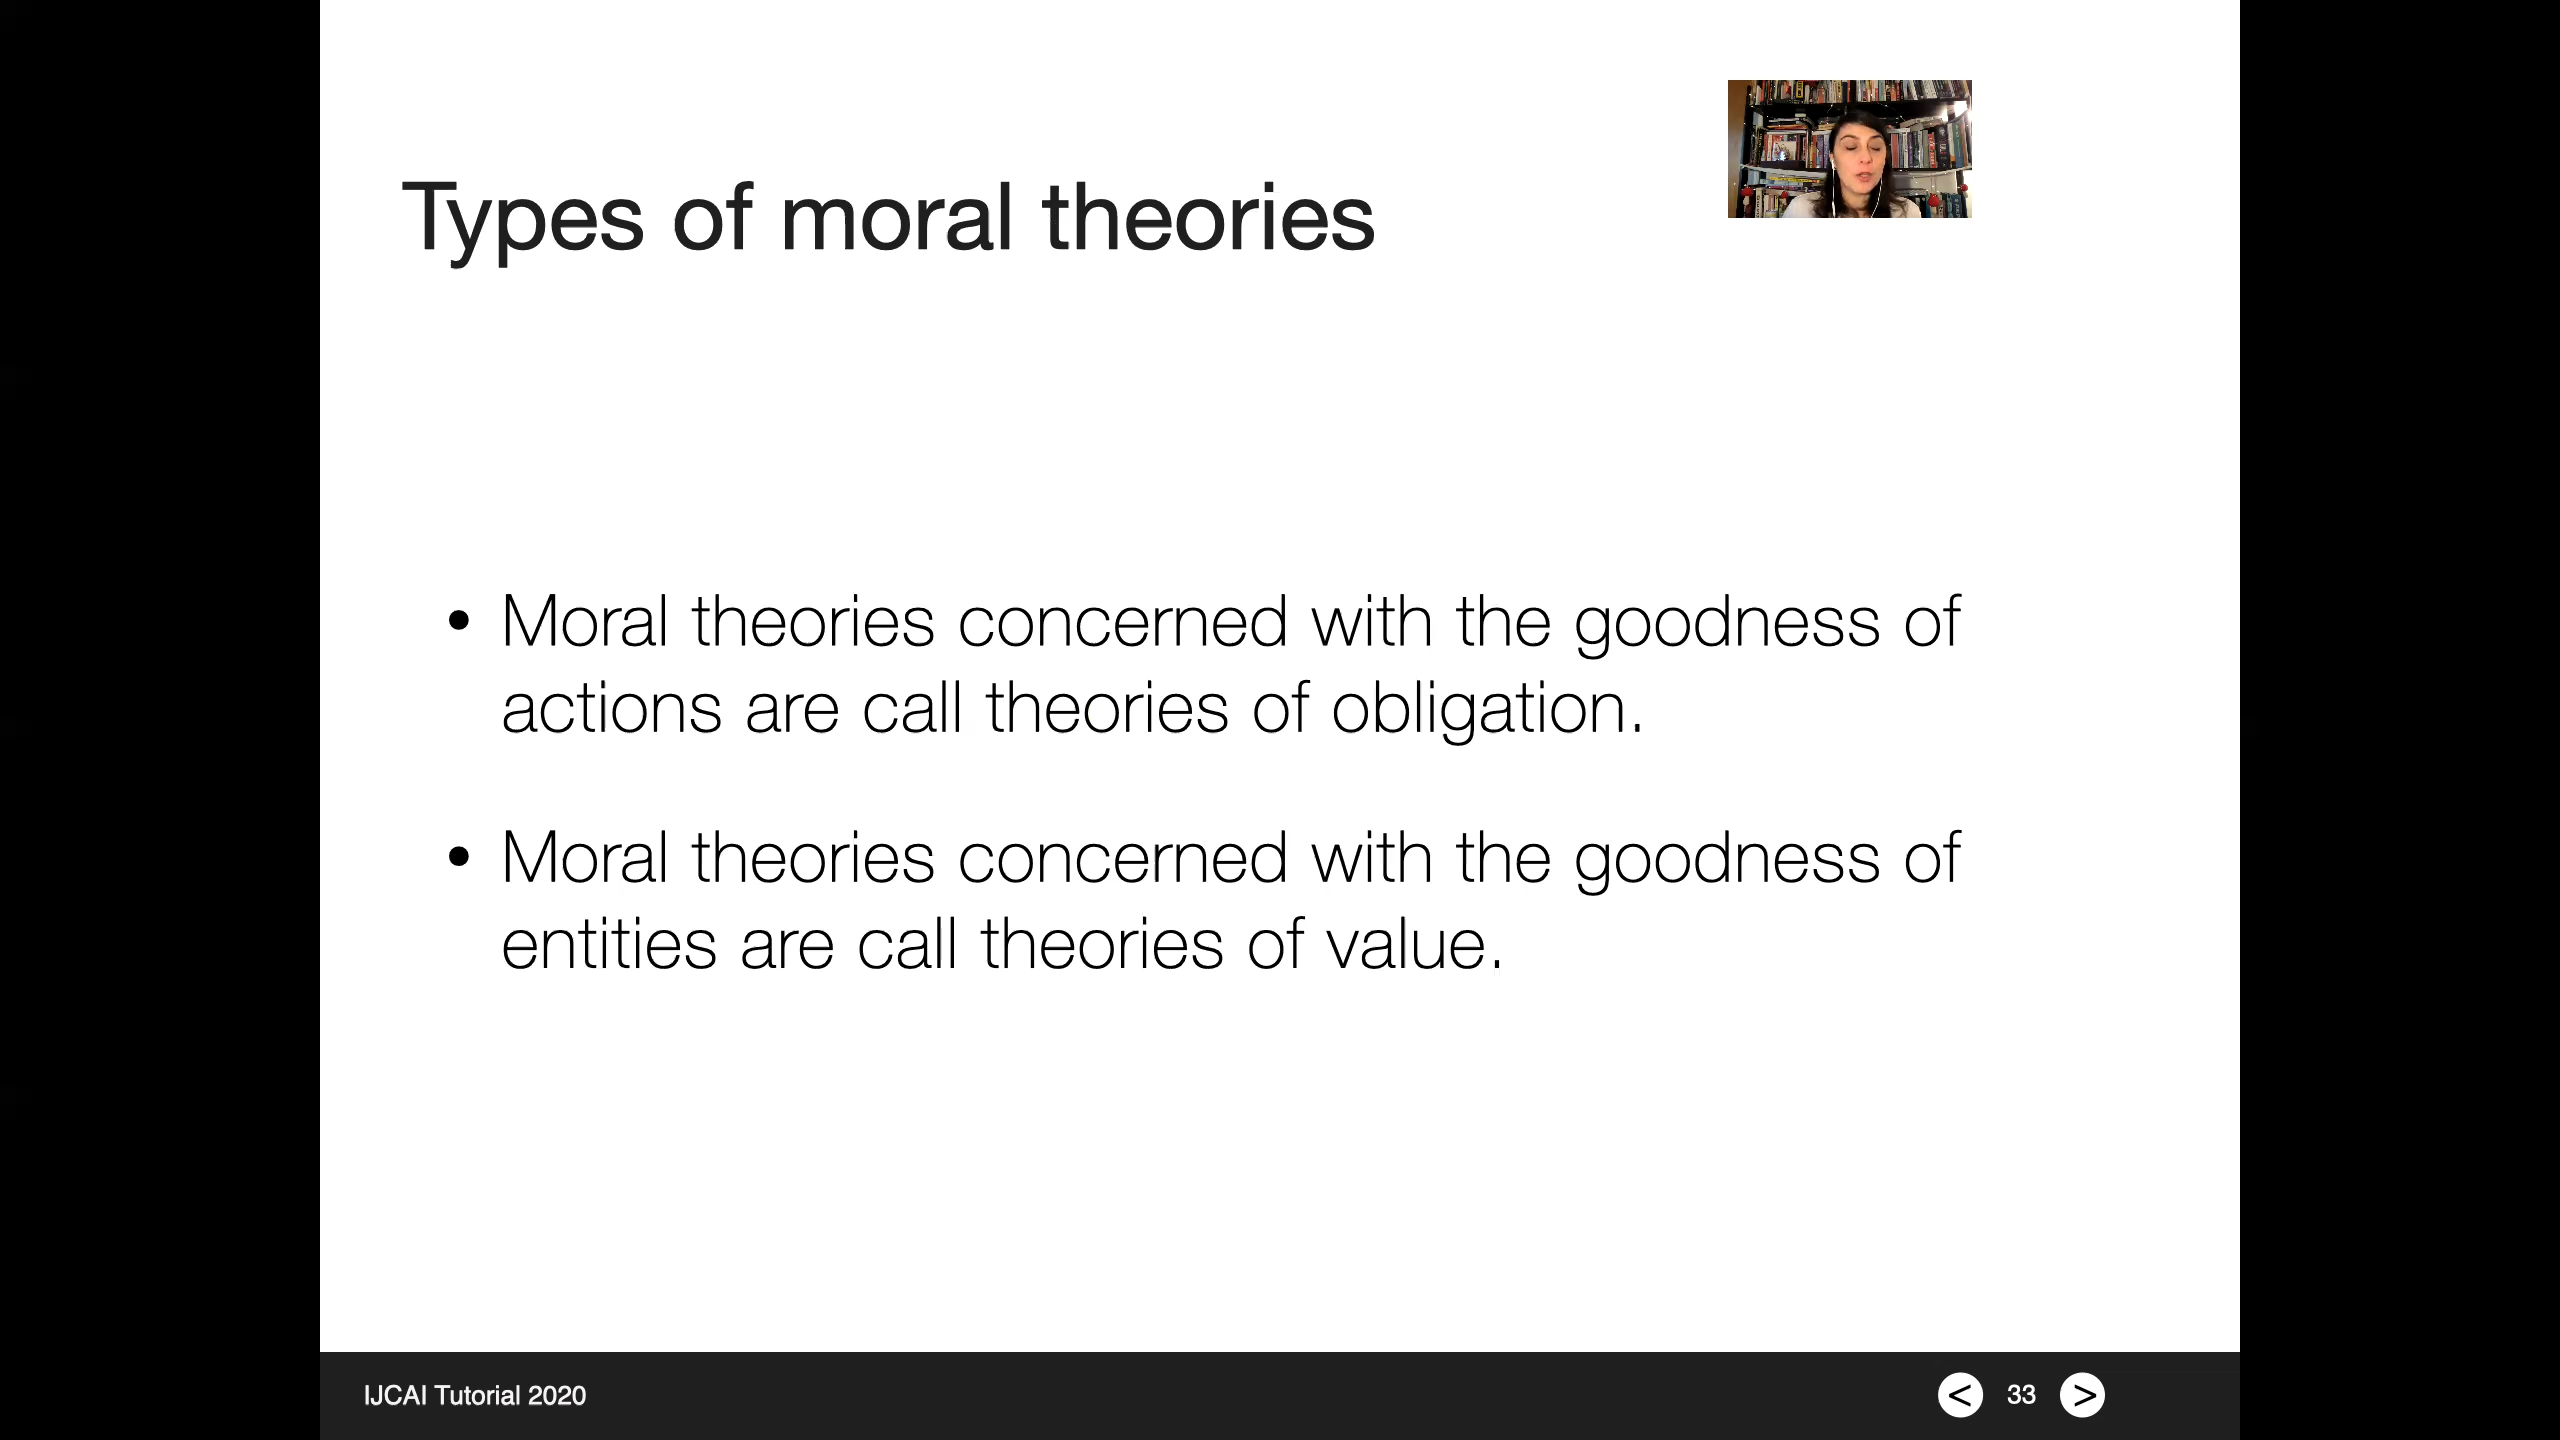 Types of moral theories
• Moral theories concerned with the goodness of
actions are call theories of obligation.
• Moral theories concerned with the goodness of
entities are call theories of value.
IJCAI Tutorial 2020
< 33 >